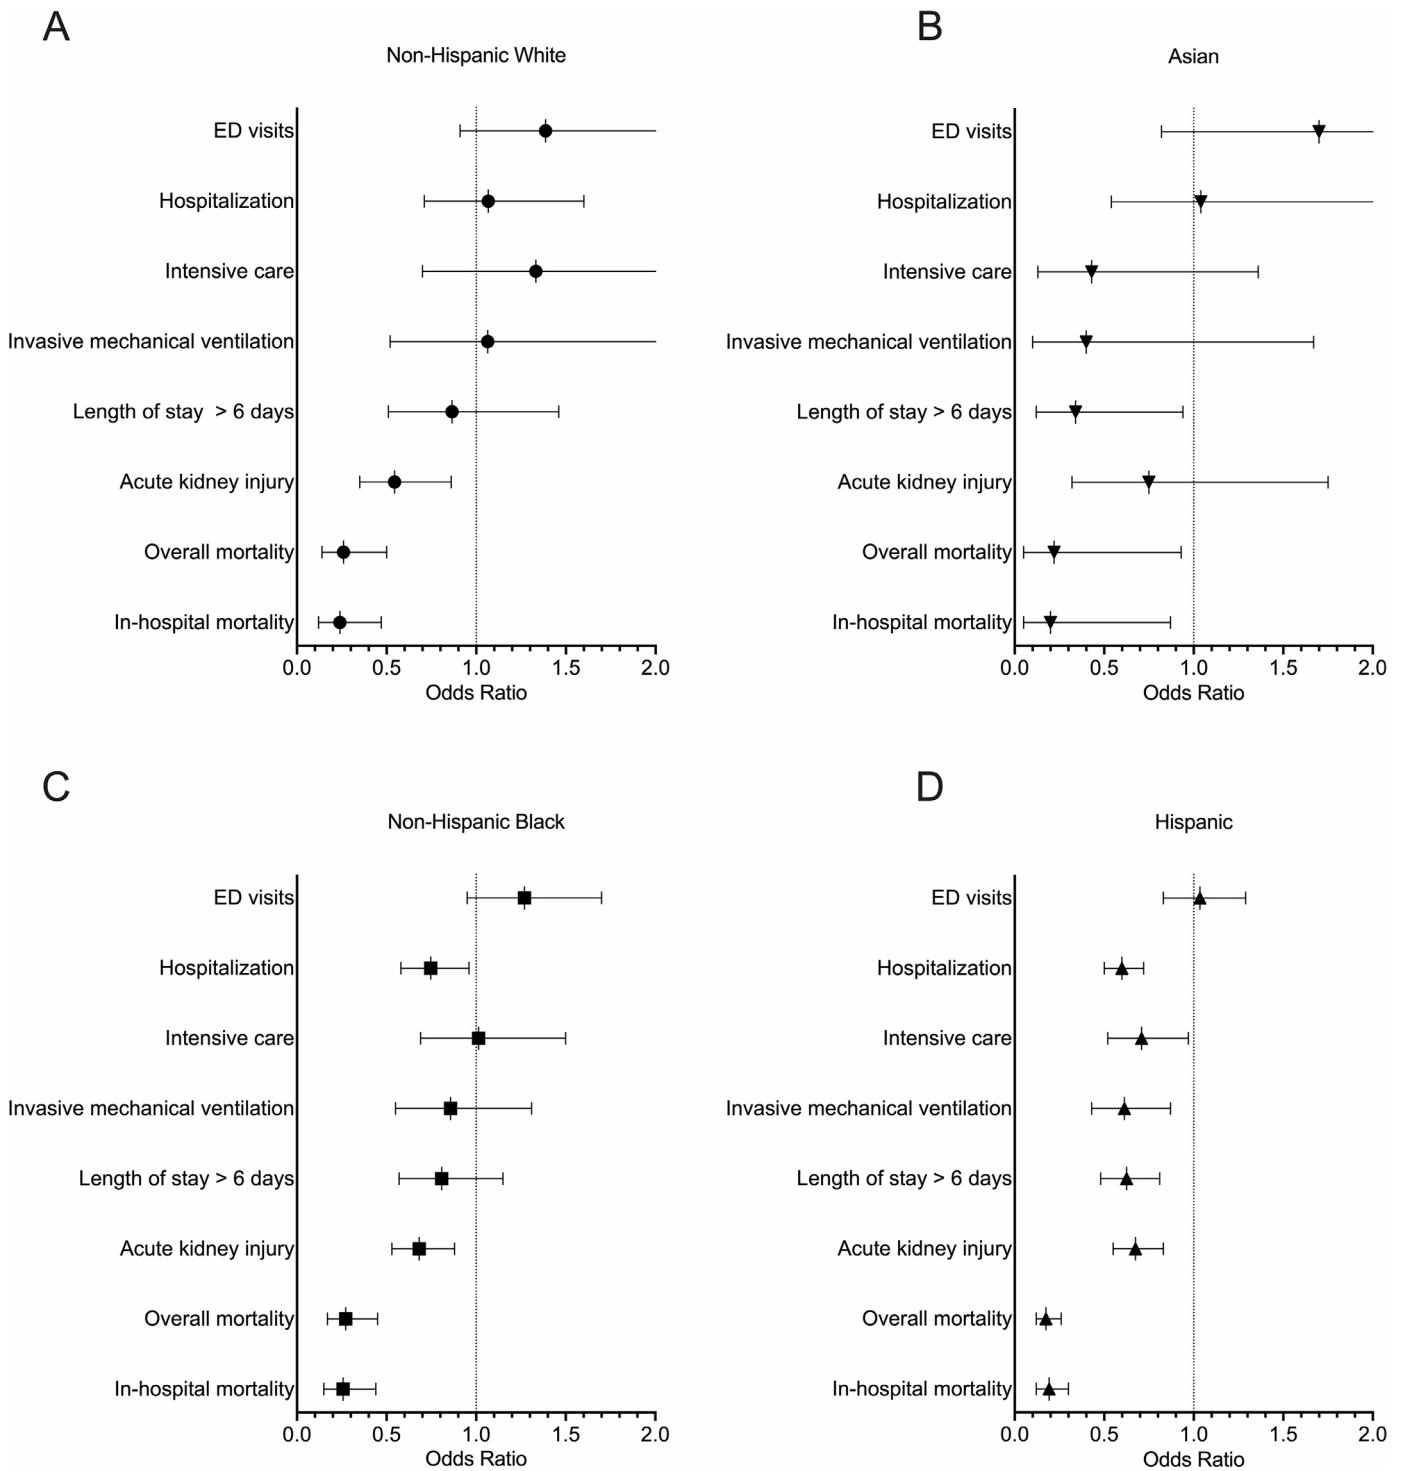 A
Non-Hispanic White
ED visits
Hospitalization
Intensive care
Invasive mechanical ventilation
Length of stay  > 6 days
Acute kidney injury
Overall mortality
In-hospital mortality
0.0 0.5 1.0 1.5 2.0
Odds Ratio
B
Asian
ED visits
Hospitalization
Intensive care
Invasive mechanical ventilation
Length of stay > 6 days
Acute kidney injury
Overall mortality
In-hospital mortality
0.0 0.5 1.0 1.5 2.0
Odds Ratio
C
Non-Hispanic Black
ED visits
Hospitalization
Intensive care
Invasive mechanical ventilation
Length of stay > 6 days
Acute kidney injury
Overall mortality
In-hospital mortality
0.0 0.5 1.0 1.5 2.0
Odds Ratio
D
Hispanic
ED visits
Hospitalization
Intensive care
Invasive mechanical ventilation
Length of stay > 6 days
Acute kidney injury
Overall mortality
In-hospital mortality
0.0 0.5 1.0 1.5 2.0
Odds Ratio